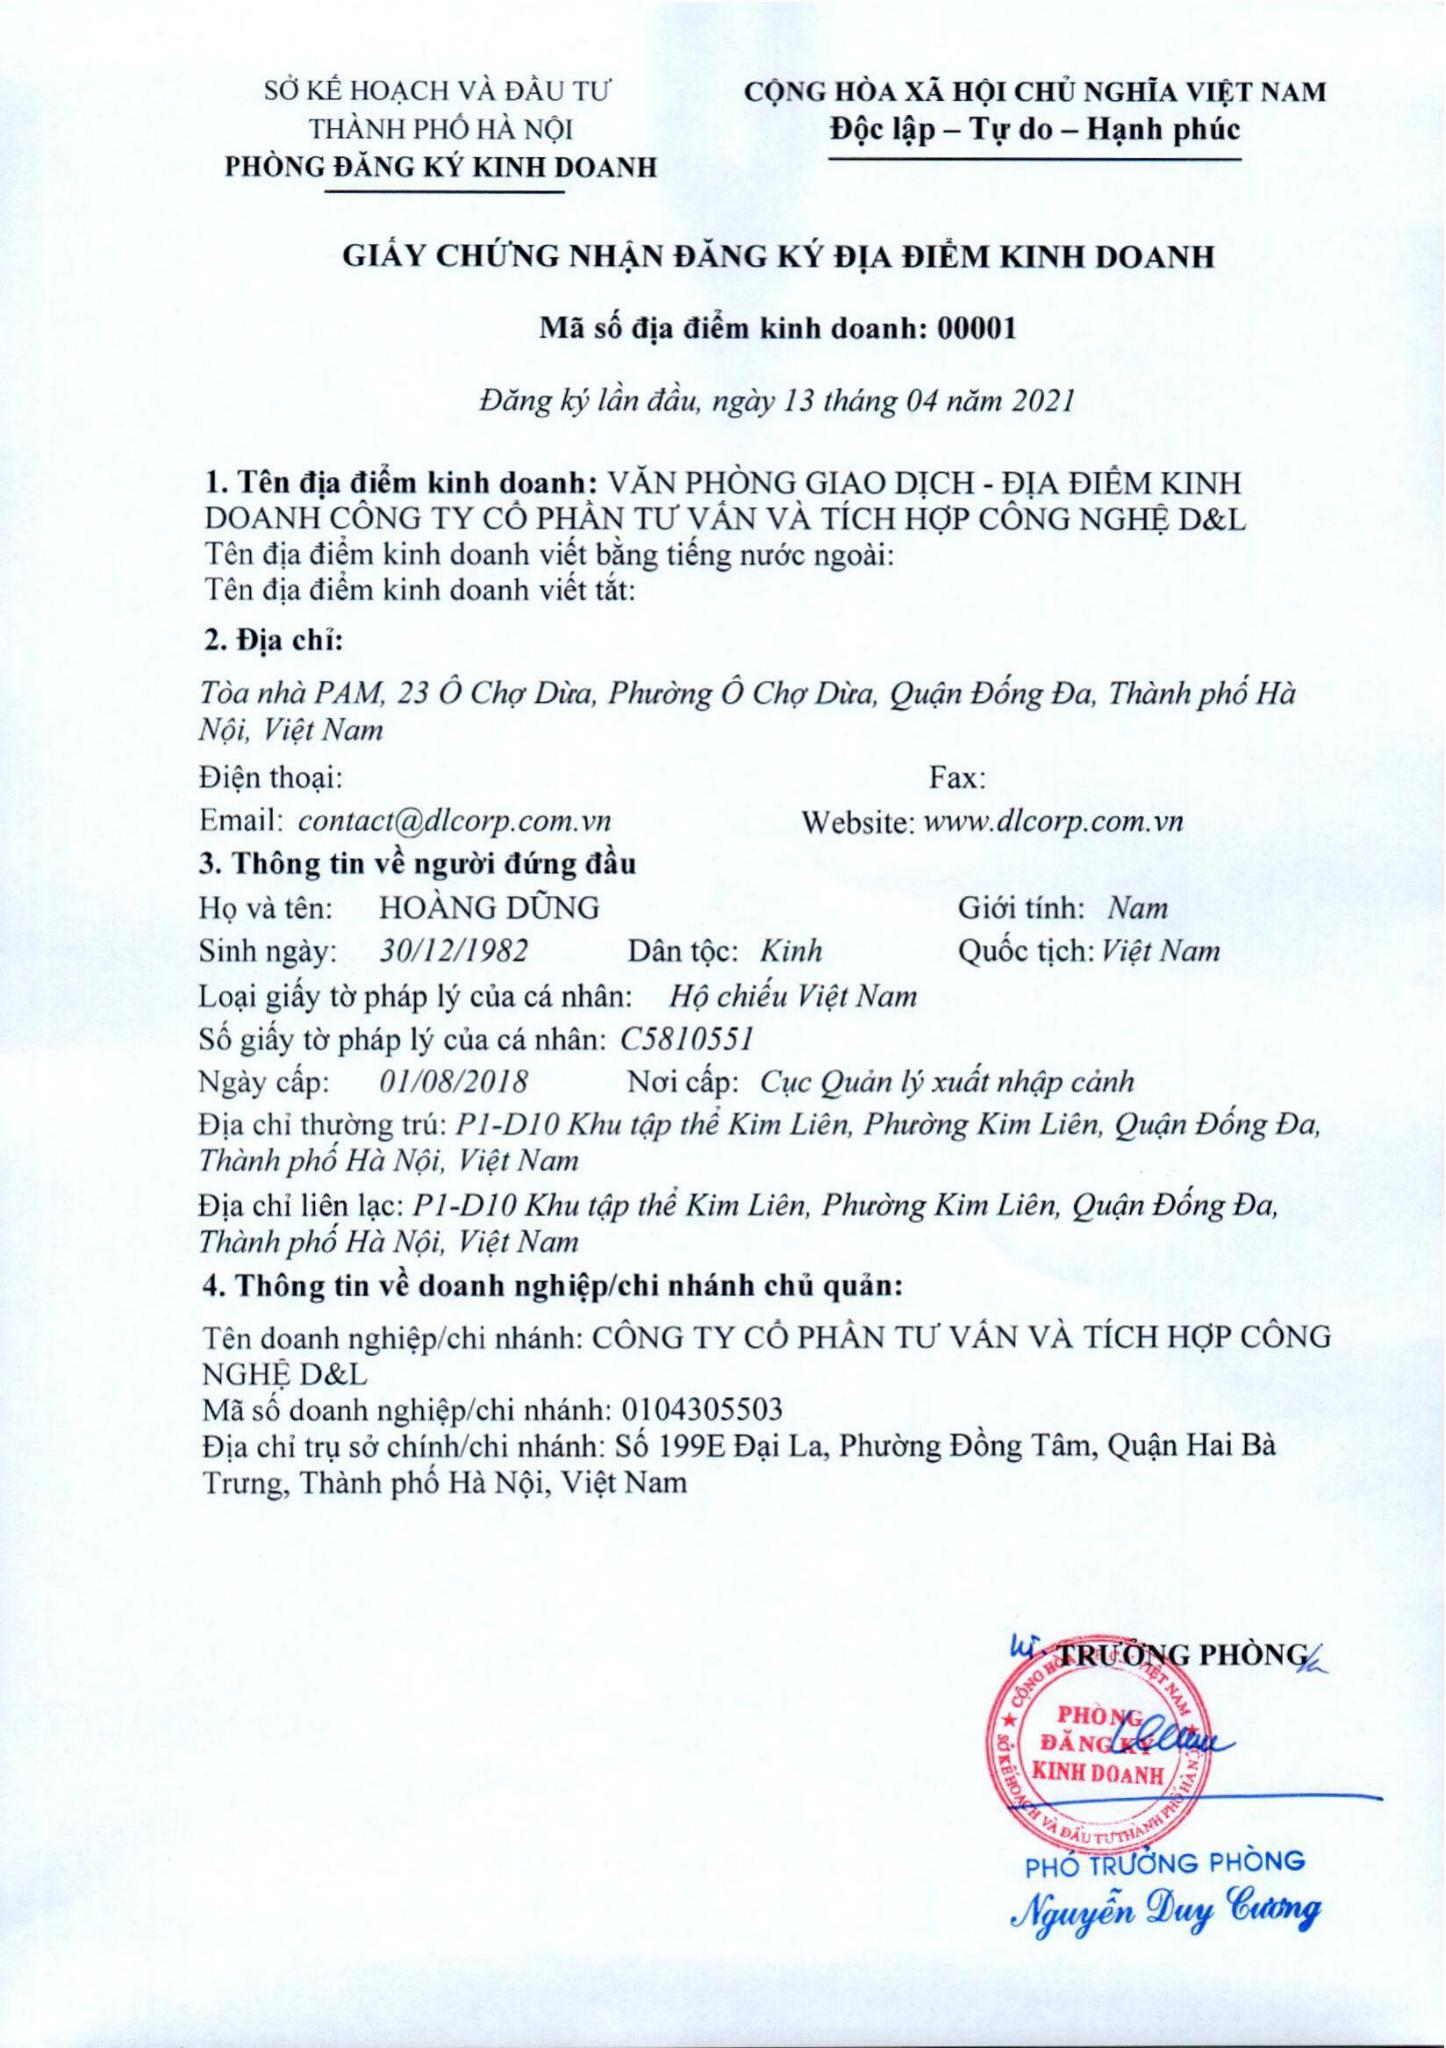 SỞ KẾ HOẠCH VÀ ĐẦU TƯ
THÀNH PHỐ HÀ NỘI
PHÒNG ĐĂNG KÝ KINH DOANH
CỘNG HÒA XÃ HỘI CHỦ NGHĨA VIỆT NAM
Độc lập – Tự do – Hạnh phúc
GIẤY CHỨNG NHẬN ĐĂNG KÝ ĐỊA ĐIỂM KINH DOANH
Mã số địa điểm kinh doanh: 00001
Đăng ký lần đầu, ngày 13 tháng 04 năm 2021
1. Tên địa điểm kinh doanh: VĂN PHÒNG GIAO DỊCH - ĐỊA ĐIỂM KINH
DOANH CÔNG TY CỔ PHẦN TƯ VẤN VÀ TÍCH HỢP CÔNG NGHỆ D&L
Tên địa điểm kinh doanh viết bằng tiếng nước ngoài:
Tên địa điểm kinh doanh viết tắt:
2. Địa chỉ:
Tòa nhà PAM, 23 Ô Chợ Dừa, Phường Ô Chợ Dừa, Quận Đống Đa, Thành phố Hà
Nội, Việt Nam
Điện thoại: Fax:
Email: contact@dlcorp.com.vn Website: www.dlcorp.com.vn
3. Thông tin về người đứng đầu
Họ và tên: HOÀNG DŨNG Giới tính: Nam
Sinh ngày: 30/12/1982 Dân tộc: Kinh Quốc tịch: Việt Nam
Loại giấy tờ pháp lý của cá nhân: Hộ chiếu Việt Nam
Số giấy tờ pháp lý của cá nhân: C5810551
Ngày cấp: 01/08/2018 Nơi cấp: Cục Quản lý xuất nhập cảnh
Địa chỉ thường trú: P1-D10 Khu tập thể Kim Liên, Phường Kim Liên, Quận Đống Đa,
Thành phố Hà Nội, Việt Nam
Địa chỉ liên lạc: P1-D10 Khu tập thể Kim Liên, Phường Kim Liên, Quận Đống Đa,
Thành phố Hà Nội, Việt Nam
4. Thông tin về doanh nghiệp/chi nhánh chủ quản:
Tên doanh nghiệp/chi nhánh: CÔNG TY CỔ PHẦN TƯ VẤN VÀ TÍCH HỢP CÔNG
NGHỆ D&L
Mã số doanh nghiệp/chi nhánh: 0104305503
Địa chỉ trụ sở chính/chi nhánh: Số 199E Đại La, Phường Đồng Tâm, Quận Hai Bà
Trưng, Thành phố Hà Nội, Việt Nam
TRƯỞNG PHÒNG
CỘNG HÒA X.H.C.N VIỆT NAM
PHÒNG
ĐĂNG KÝ
KINH DOANH
SỞ KẾ HOẠCH VÀ ĐẦU TƯ THÀNH PHỐ HÀ NỘI
PHÓ TRƯỞNG PHÒNG
Nguyễn Duy Cương